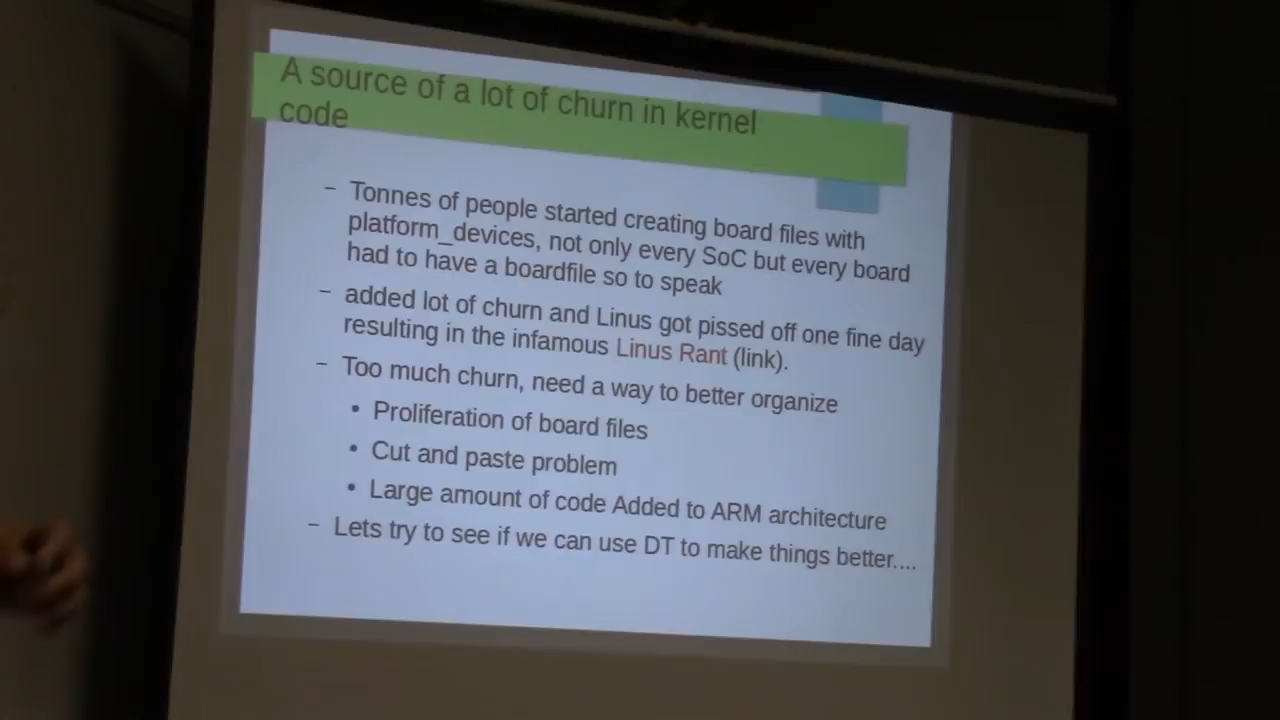 A source of a lot of churn in kernel
code
– Tonnes of people started creating board files with
platform_devices, not only every SoC but every board
had to have a boardfile so to speak
– added lot of churn and Linus got pissed off one fine day
resulting in the infamous Linus Rant (link).
– Too much churn, need a way to better organize
• Proliferation of board files
• Cut and paste problem
• Large amount of code Added to ARM architecture
– Lets try to see if we can use DT to make things better....